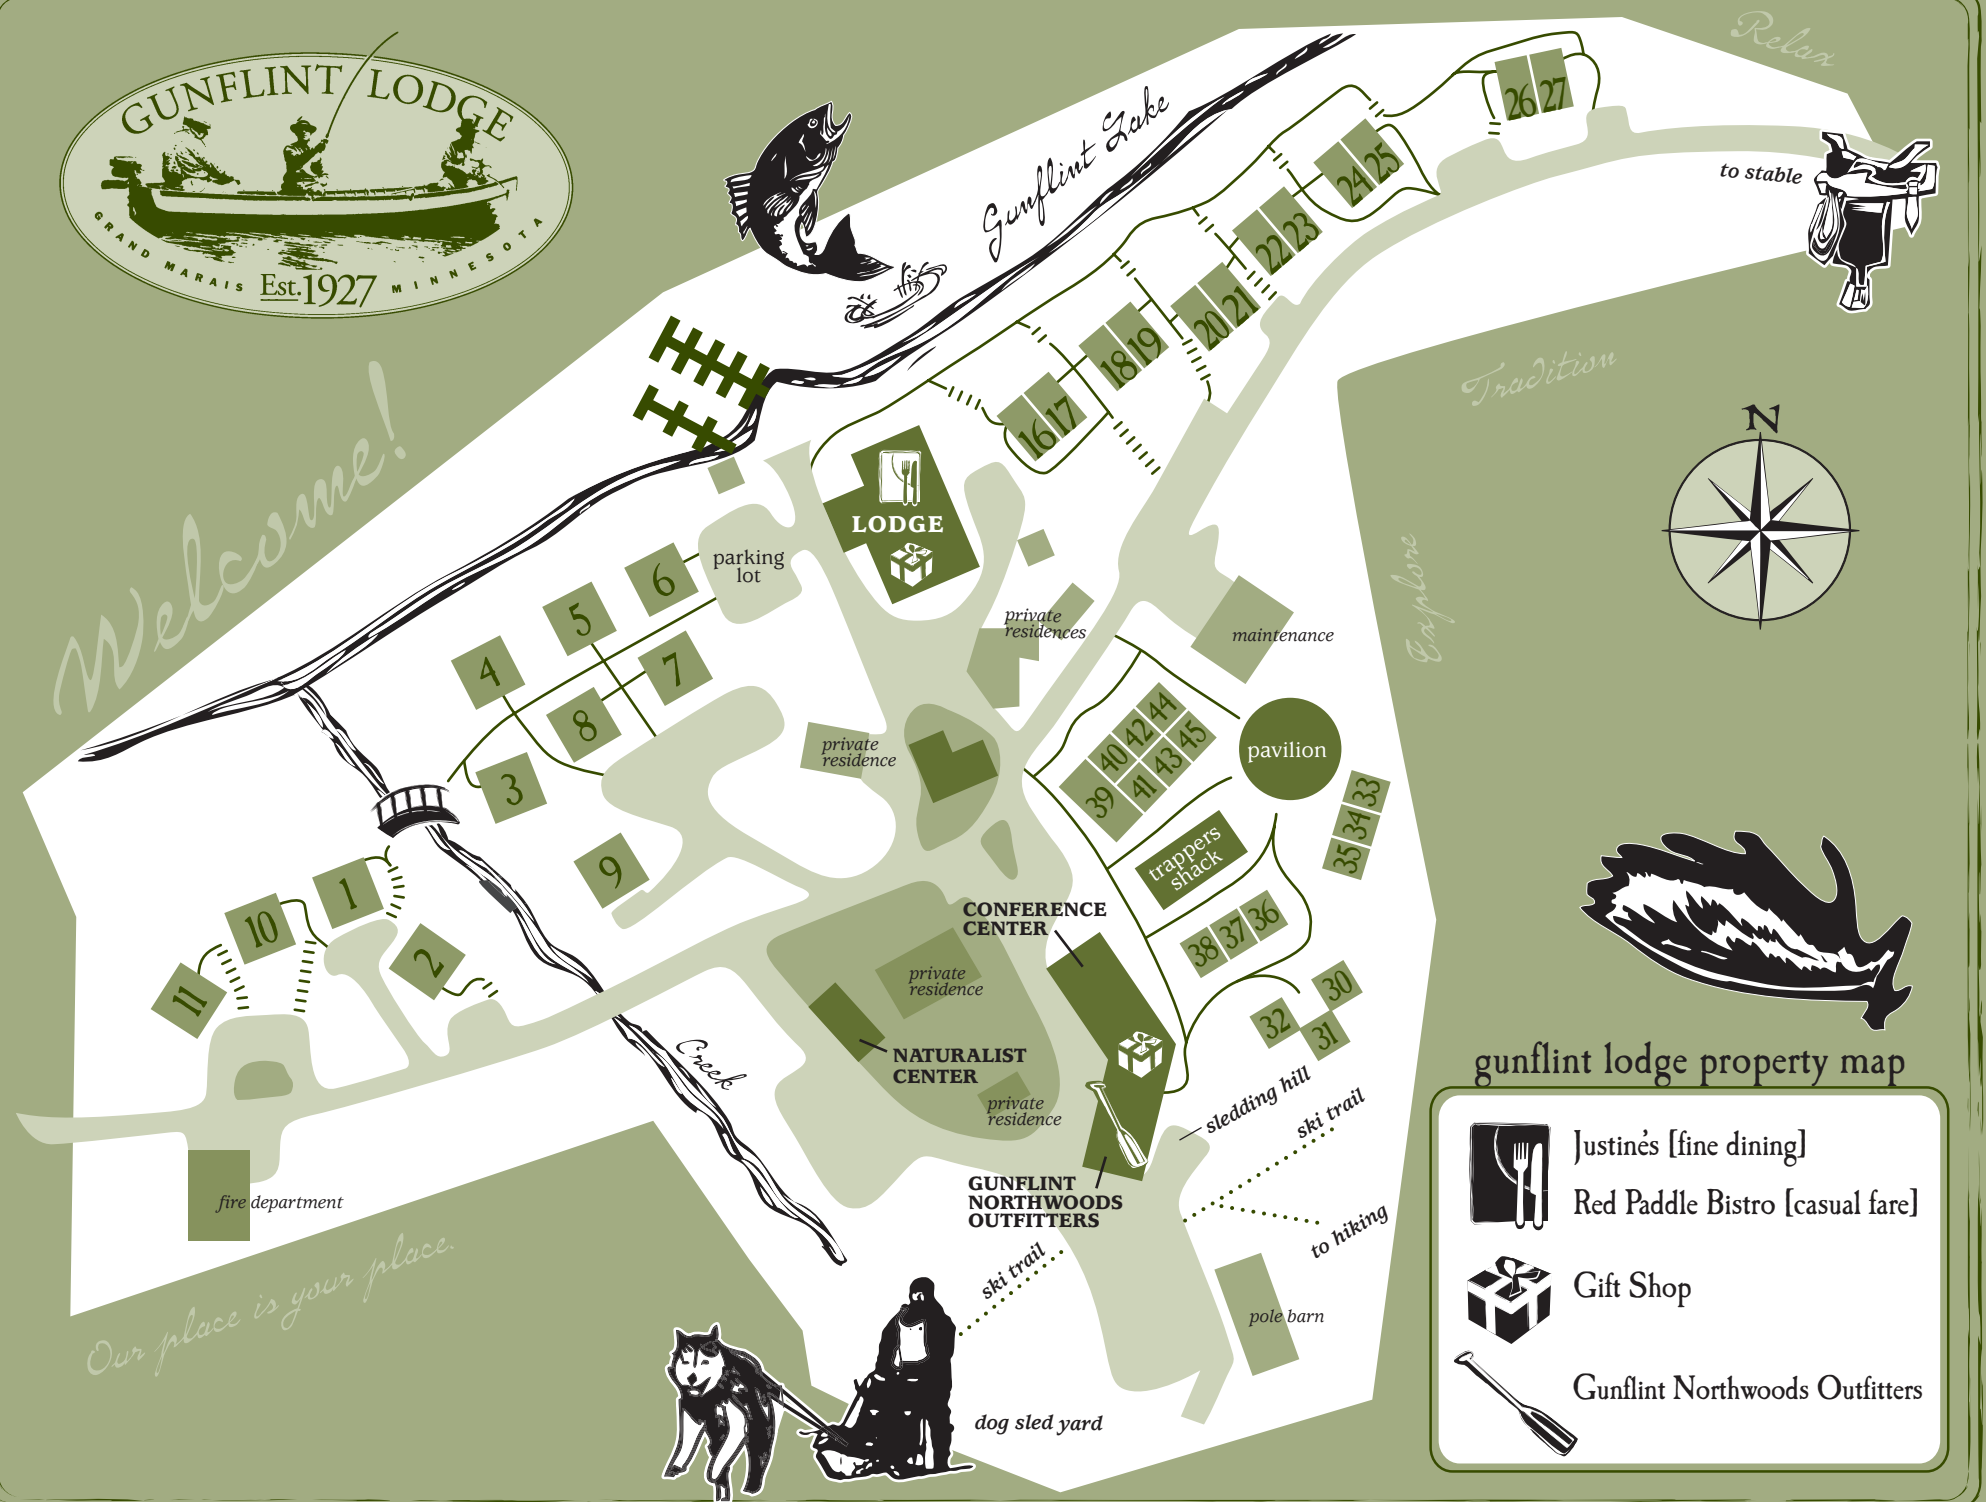 GUNFLINT LODGE
GRAND MARAIS MINNESOTA
Est. 1927
Relax
Gunflint Lake
26 27
to stable
24 25
22 23
20 21
18 19
16 17
Tradition
Welcome!
N
LODGE
parking
lot
6
5
4
7
8
3
9
private
residences
maintenance
Explore
44
42
45
40
43
41
39
pavilion
33
34
35
private
residence
trappers
shack
1
10
11
2
CONFERENCE
CENTER
38 37 36
private
residence
30
32
31
NATURALIST
CENTER
Creek
private
residence
sledding hill
ski trail
GUNFLINT
NORTHWOODS
OUTFITTERS
to hiking
fire department
ski trail
pole barn
Our place is your place.
dog sled yard
gunflint lodge property map
Justine's [fine dining]
Red Paddle Bistro [casual fare]
Gift Shop
Gunflint Northwoods Outfitters